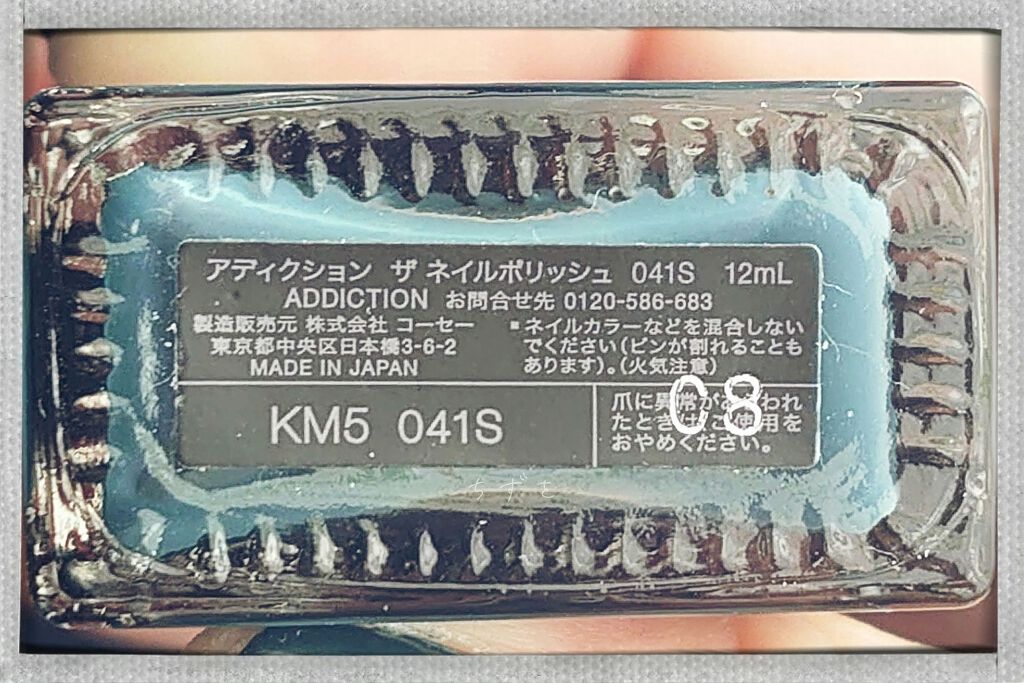 アディクション ザ ネイルポリッシュ 041S 12mL
ADDICTION お問合せ先 0120-586-683
製造販売元 株式会社 コーセー
東京都中央区日本橋3-6-2
MADE IN JAPAN
▪ネイルカラーなどを混合しない
でください(ビンが割れることも
あります)。(火気注意)
KM5 041S
爪に異常があらわれ
たときはご使用を
おやめください。
C8
ちずも